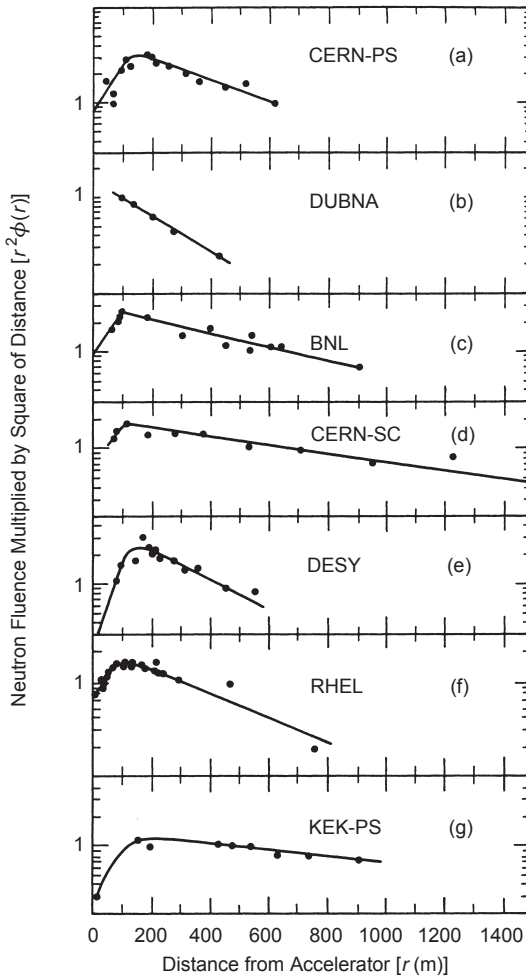 Neutron Fluence Multiplied by Square of Distance [r²ϕ(r)]
CERN-PS (a)
1
DUBNA (b)
1
BNL (c)
1
CERN-SC (d)
1
DESY (e)
1
RHEL (f)
1
KEK-PS (g)
1
0 200 400 600 800 1000 1200 1400
Distance from Accelerator [r (m)]